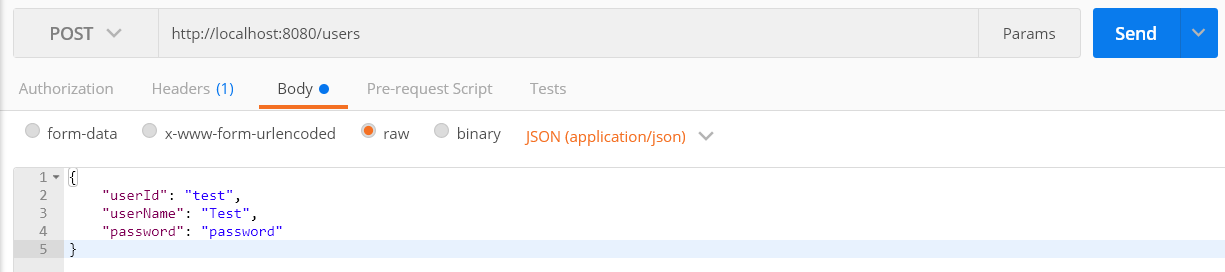 POST http://localhost:8080/users Params Send
Authorization Headers (1) Body Pre-request Script Tests
form-data x-www-form-urlencoded raw binary JSON (application/json)
1 {
2 "userId": "test",
3 "userName": "Test",
4 "password": "password"
5 }